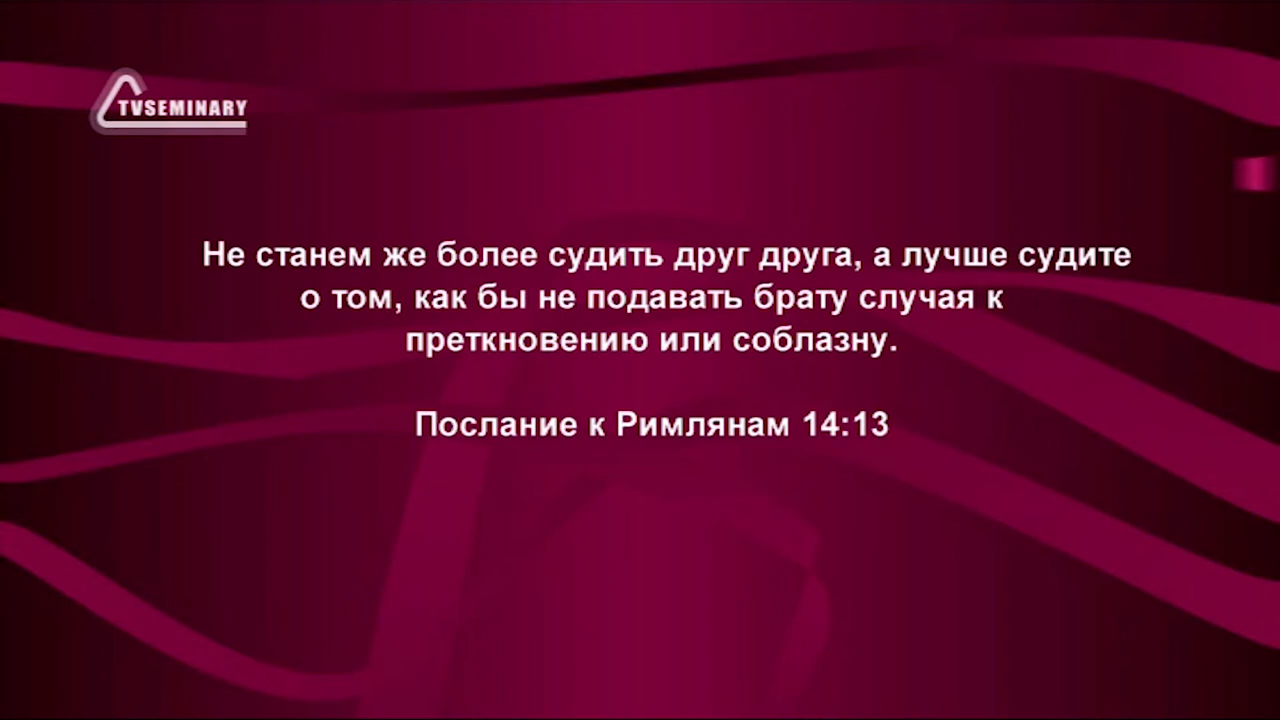 TVSEMINARY
Не станем же более судить друг друга, а лучше судите
о том, как бы не подавать брату случая к
преткновению или соблазну.
Послание к Римлянам 14:13